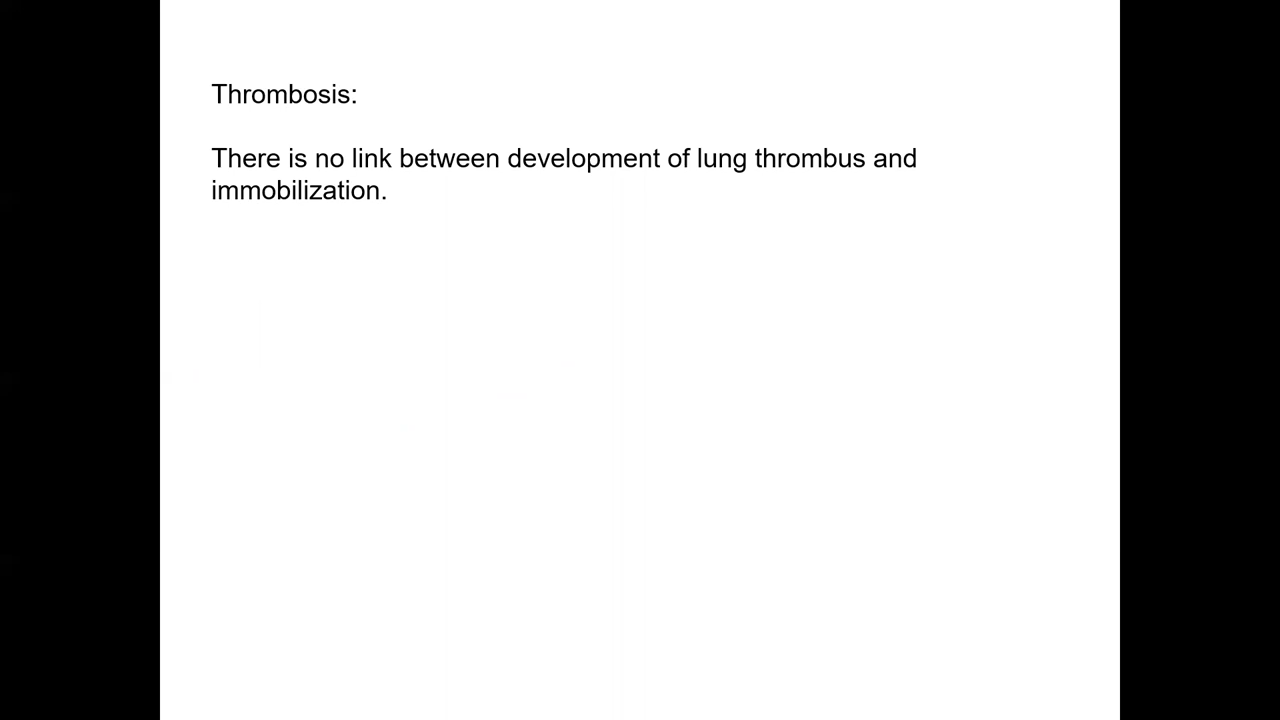 Thrombosis:
There is no link between development of lung thrombus and
immobilization.